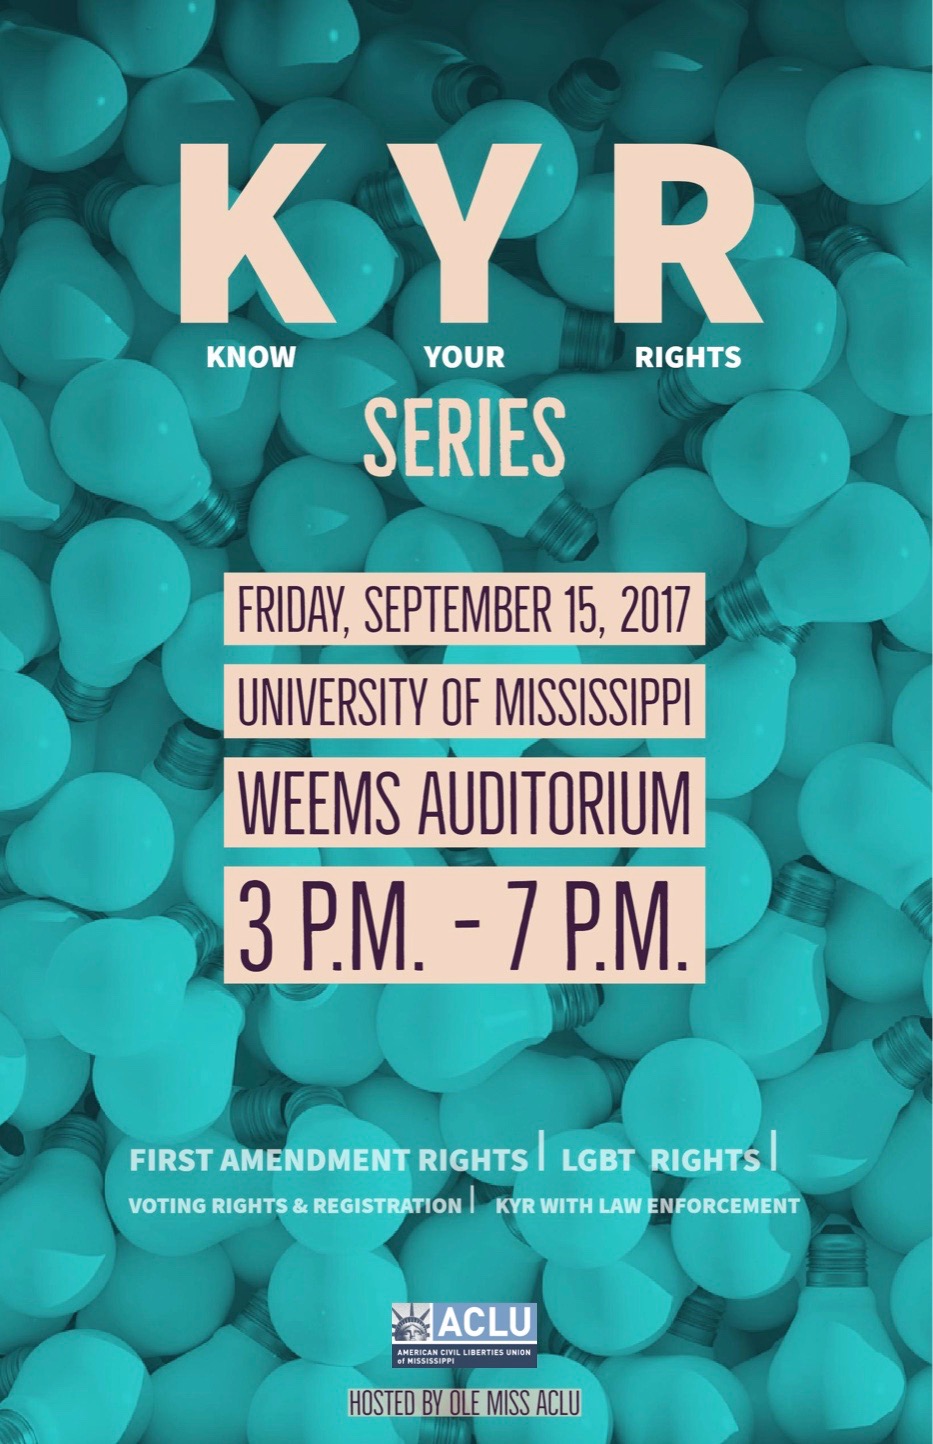 K Y R
KNOW YOUR RIGHTS
SERIES
FRIDAY, SEPTEMBER 15, 2017
UNIVERSITY OF MISSISSIPPI
WEEMS AUDITORIUM
3 P.M. - 7 P.M.
FIRST AMENDMENT RIGHTS | LGBT RIGHTS |
VOTING RIGHTS & REGISTRATION | KYR WITH LAW ENFORCEMENT
ACLU
AMERICAN CIVIL LIBERTIES UNION
of MISSISSIPPI
HOSTED BY OLE MISS ACLU